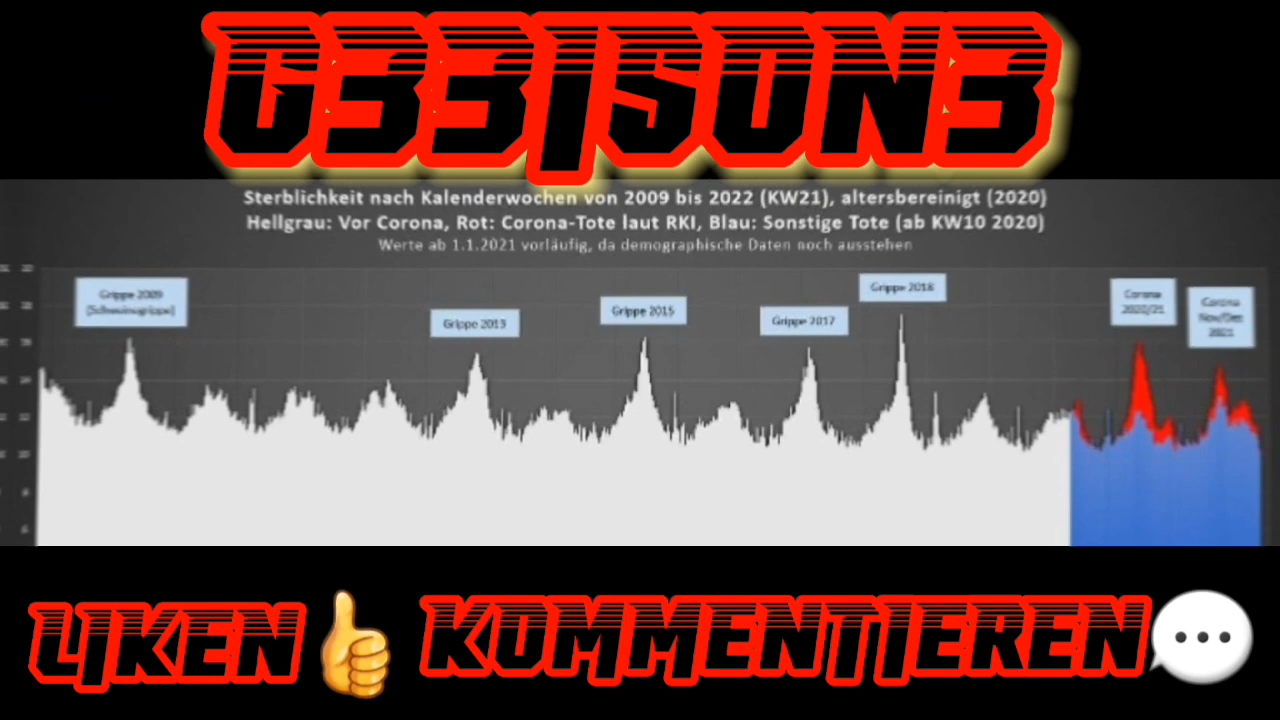 G33ISON3
Sterblichkeit nach Kalenderwochen von 2009 bis 2022 (KW21), altersbereinigt (2020)
Hellgrau: Vor Corona, Rot: Corona-Tote laut RKI, Blau: Sonstige Tote (ab KW10 2020)
Werte ab 1.1.2021 vorläufig, da demographische Daten noch ausstehen
Grippe 2009
(Schweinegrippe)
Grippe 2013
Grippe 2015
Grippe 2017
Grippe 2018
Corona
2020/21
Corona
Nov/Dez
2021
LIKEN
KOMMENTIEREN